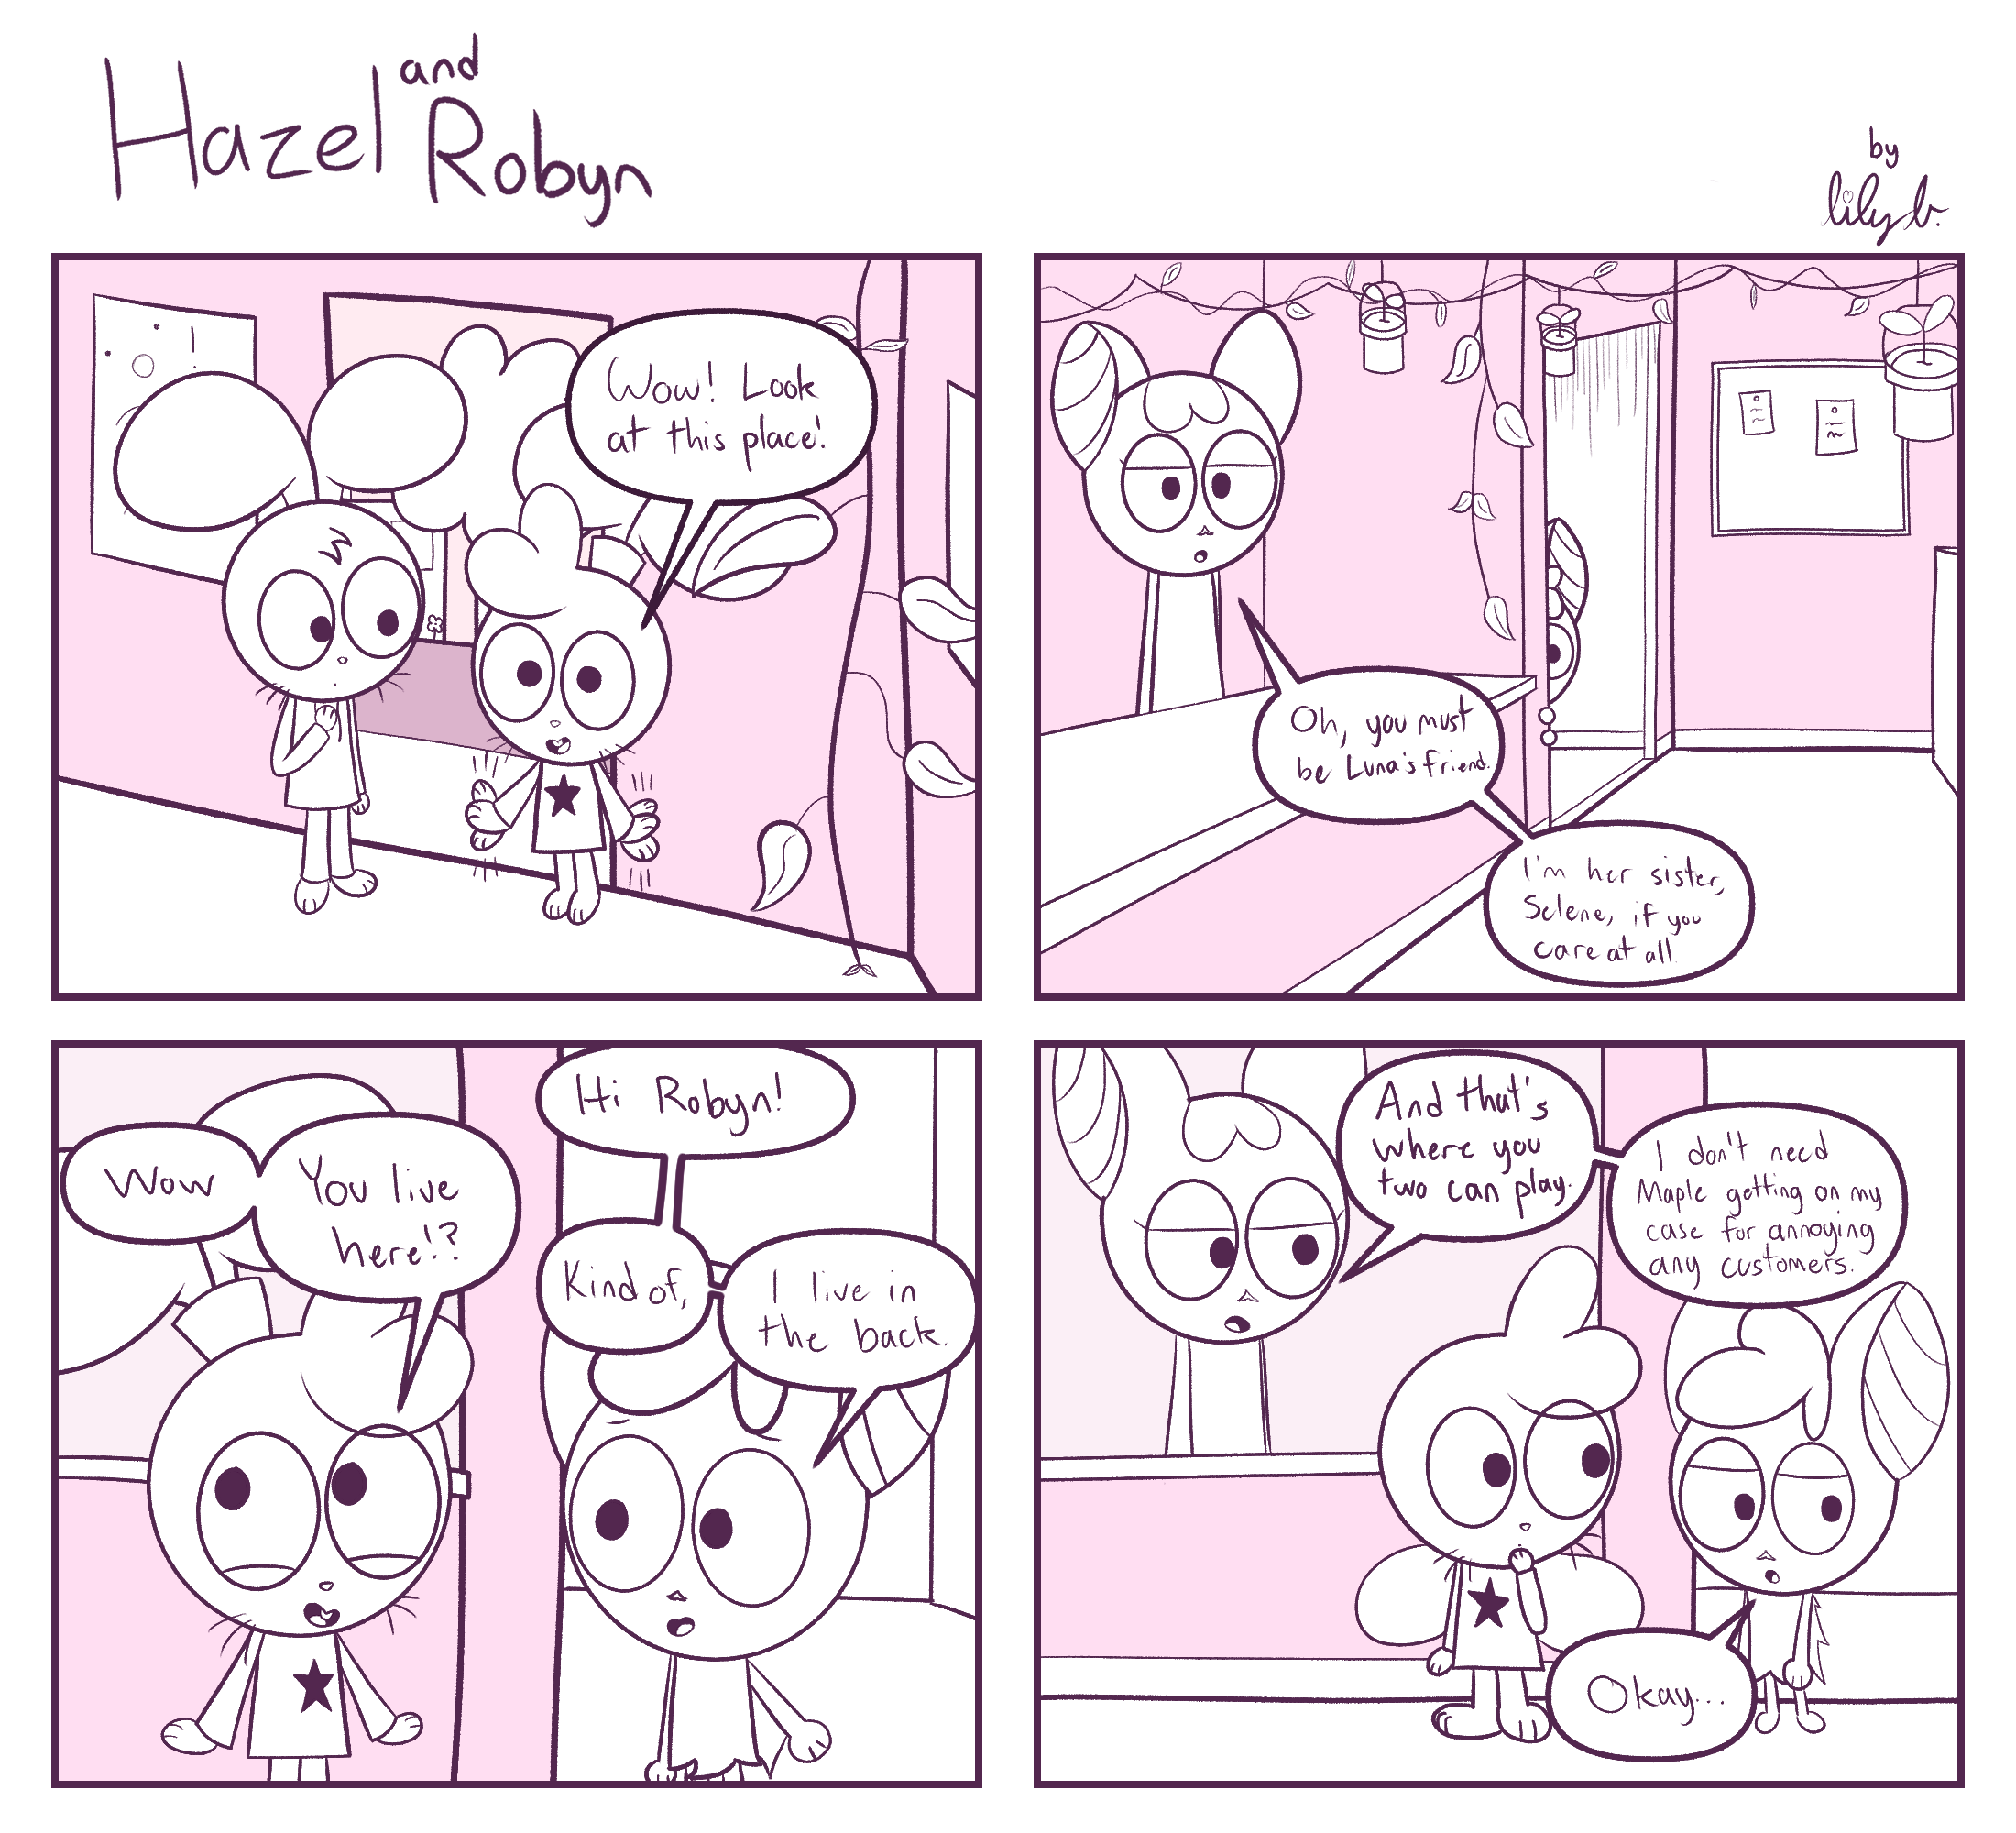 Hazel and
Robyn
by
lily b.
Wow! Look
at this place!
Oh, you must
be Luna's friend.
I'm her sister,
Selene, if you
care at all.
Wow
You live
here!?
Hi Robyn!
Kind of,
I live in
the back.
And that's
where you
two can play.
I don't need
Maple getting on my
case for annoying
any customers.
Okay...